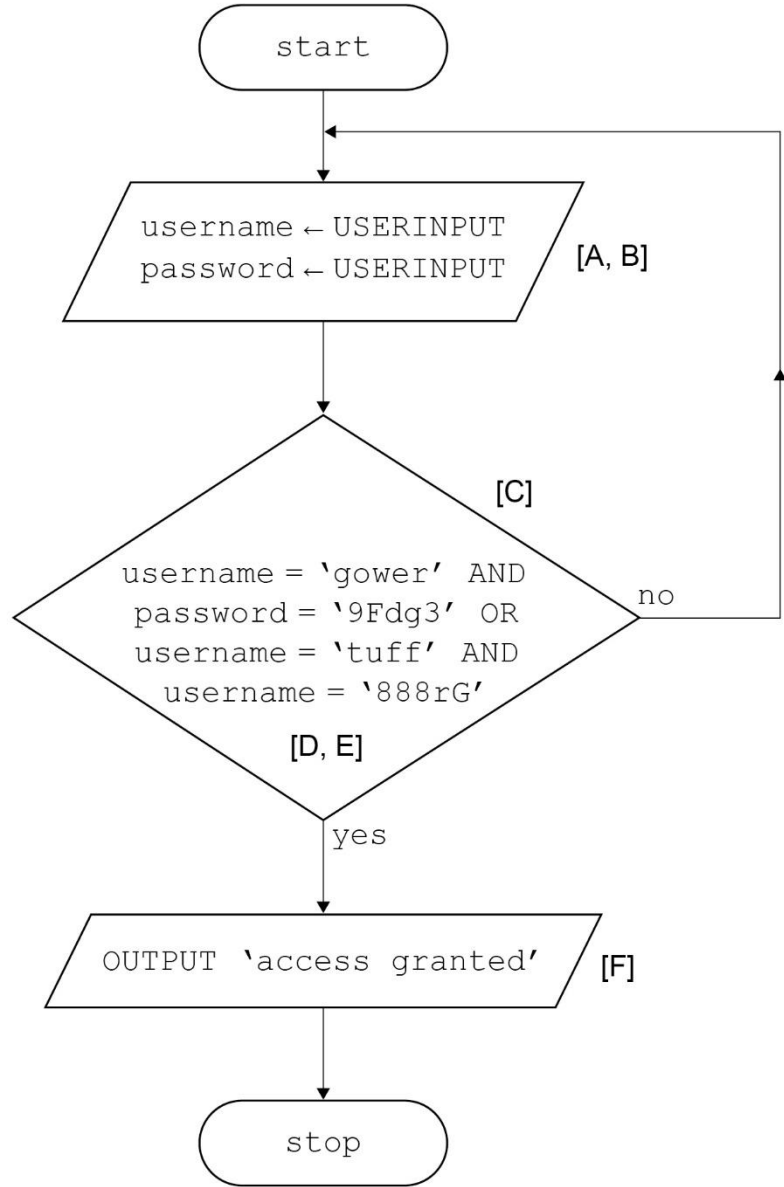 start
username ← USERINPUT
password ← USERINPUT
[A, B]
[C]
username = ‘gower’ AND
password = ‘9Fdg3’ OR
username = ‘tuff’ AND
username = ‘888rG’
[D, E]
no
yes
OUTPUT ‘access granted’
[F]
stop